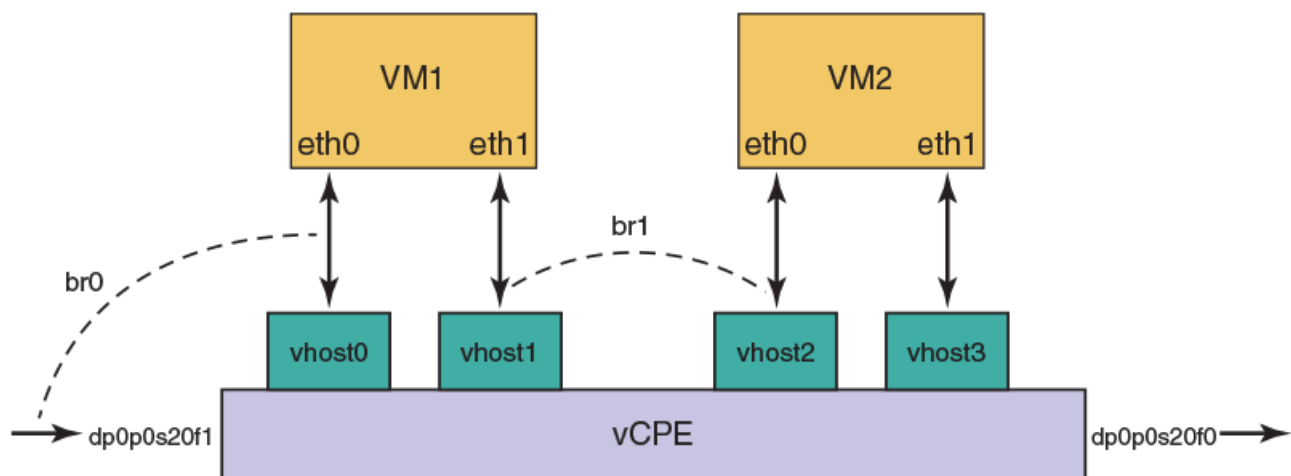 VM1
VM2
eth0
eth1
eth0
eth1
br0
br1
vhost0
vhost1
vhost2
vhost3
dp0p0s20f1
vCPE
dp0p0s20f0